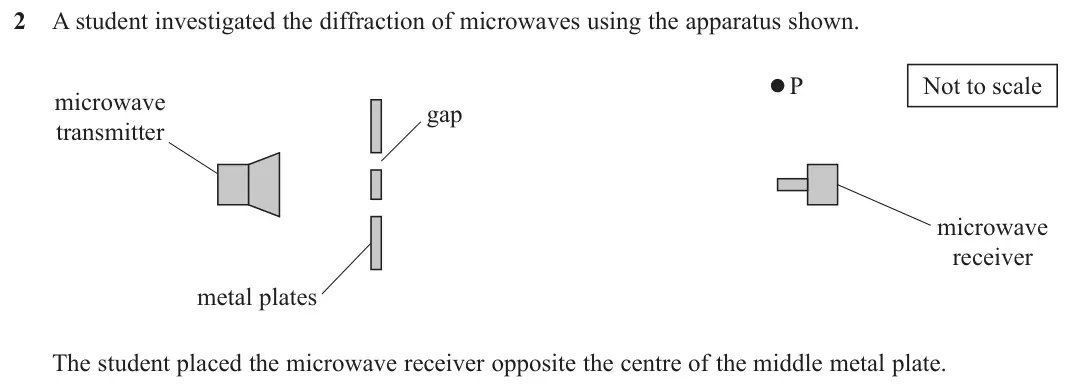 2 A student investigated the diffraction of microwaves using the apparatus shown.
P
Not to scale
microwave
transmitter
gap
microwave
receiver
metal plates
The student placed the microwave receiver opposite the centre of the middle metal plate.